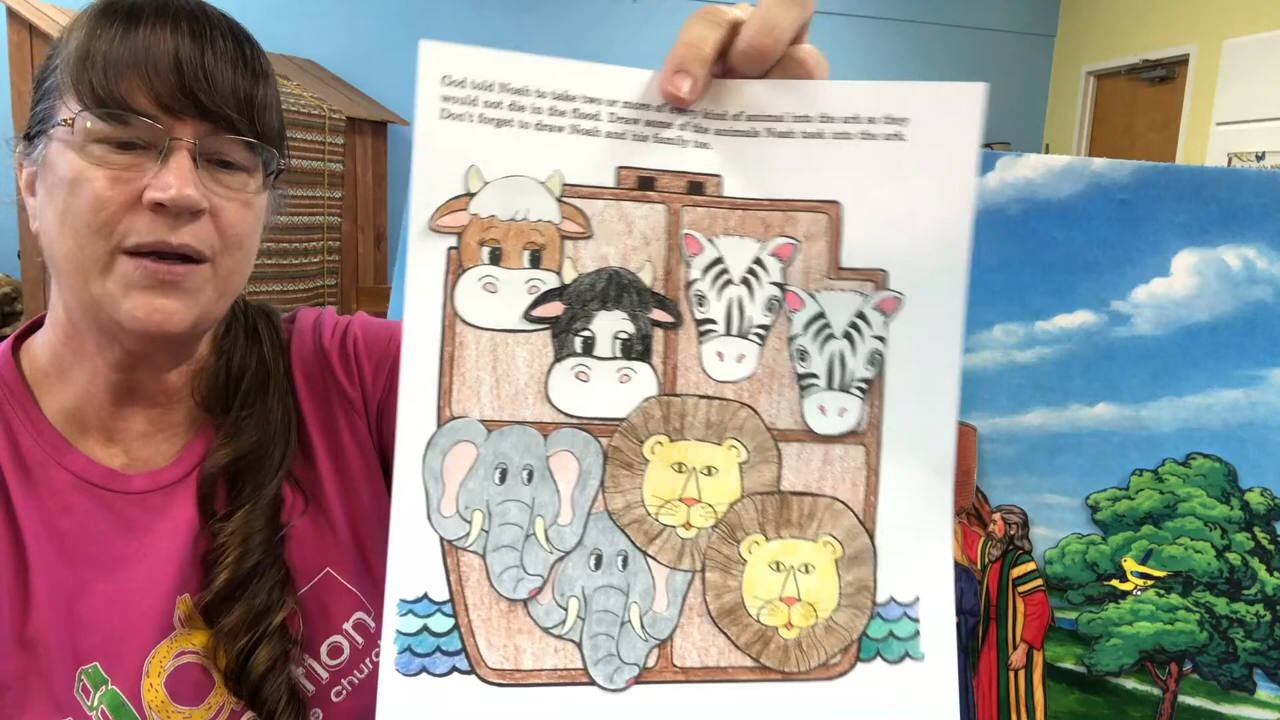 God told Noah to take two or more of every kind of animal into the ark so they
would not die in the flood. Draw some of the animals Noah took into the ark.
Don't forget to draw Noah and his family too.
church